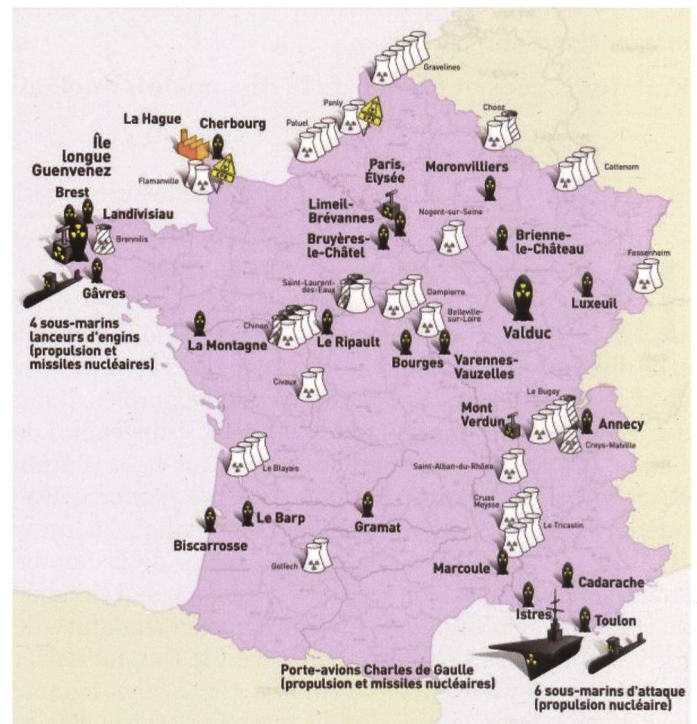 Gravelines
Penly
EPR
Paluel
Chooz
La Hague
Cherbourg
Cattenom
Île
longue
Guenvenez
EPR
Flamanville
Paris,
Élysée
Moronvilliers
Brest
Limeil-
Brévannes
Landivisiau
Nogent-sur-Seine
Brennilis
Bruyères-
le-Châtel
Brienne-
le-Château
Fessenheim
Gâvres
Saint-Laurent-
des-Eaux
Dampierre
Luxeuil
4 sous-marins
lanceurs d'engins
(propulsion et
missiles nucléaires)
Belleville-
sur-Loire
Valduc
Chinon
La Montagne
Le Ripault
Bourges
Varennes-
Vauzelles
Civaux
Le Bugey
Mont
Verdun
Annecy
Creys-Malville
Le Blayais
Saint-Alban-du-Rhône
Cruas
Meysse
Le Barp
Gramat
Le Tricastin
Biscarrosse
Golfech
Marcoule
Cadarache
Istres
Toulon
Porte-avions Charles de Gaulle
(propulsion et missiles nucléaires)
6 sous-marins d'attaque
(propulsion nucléaire)